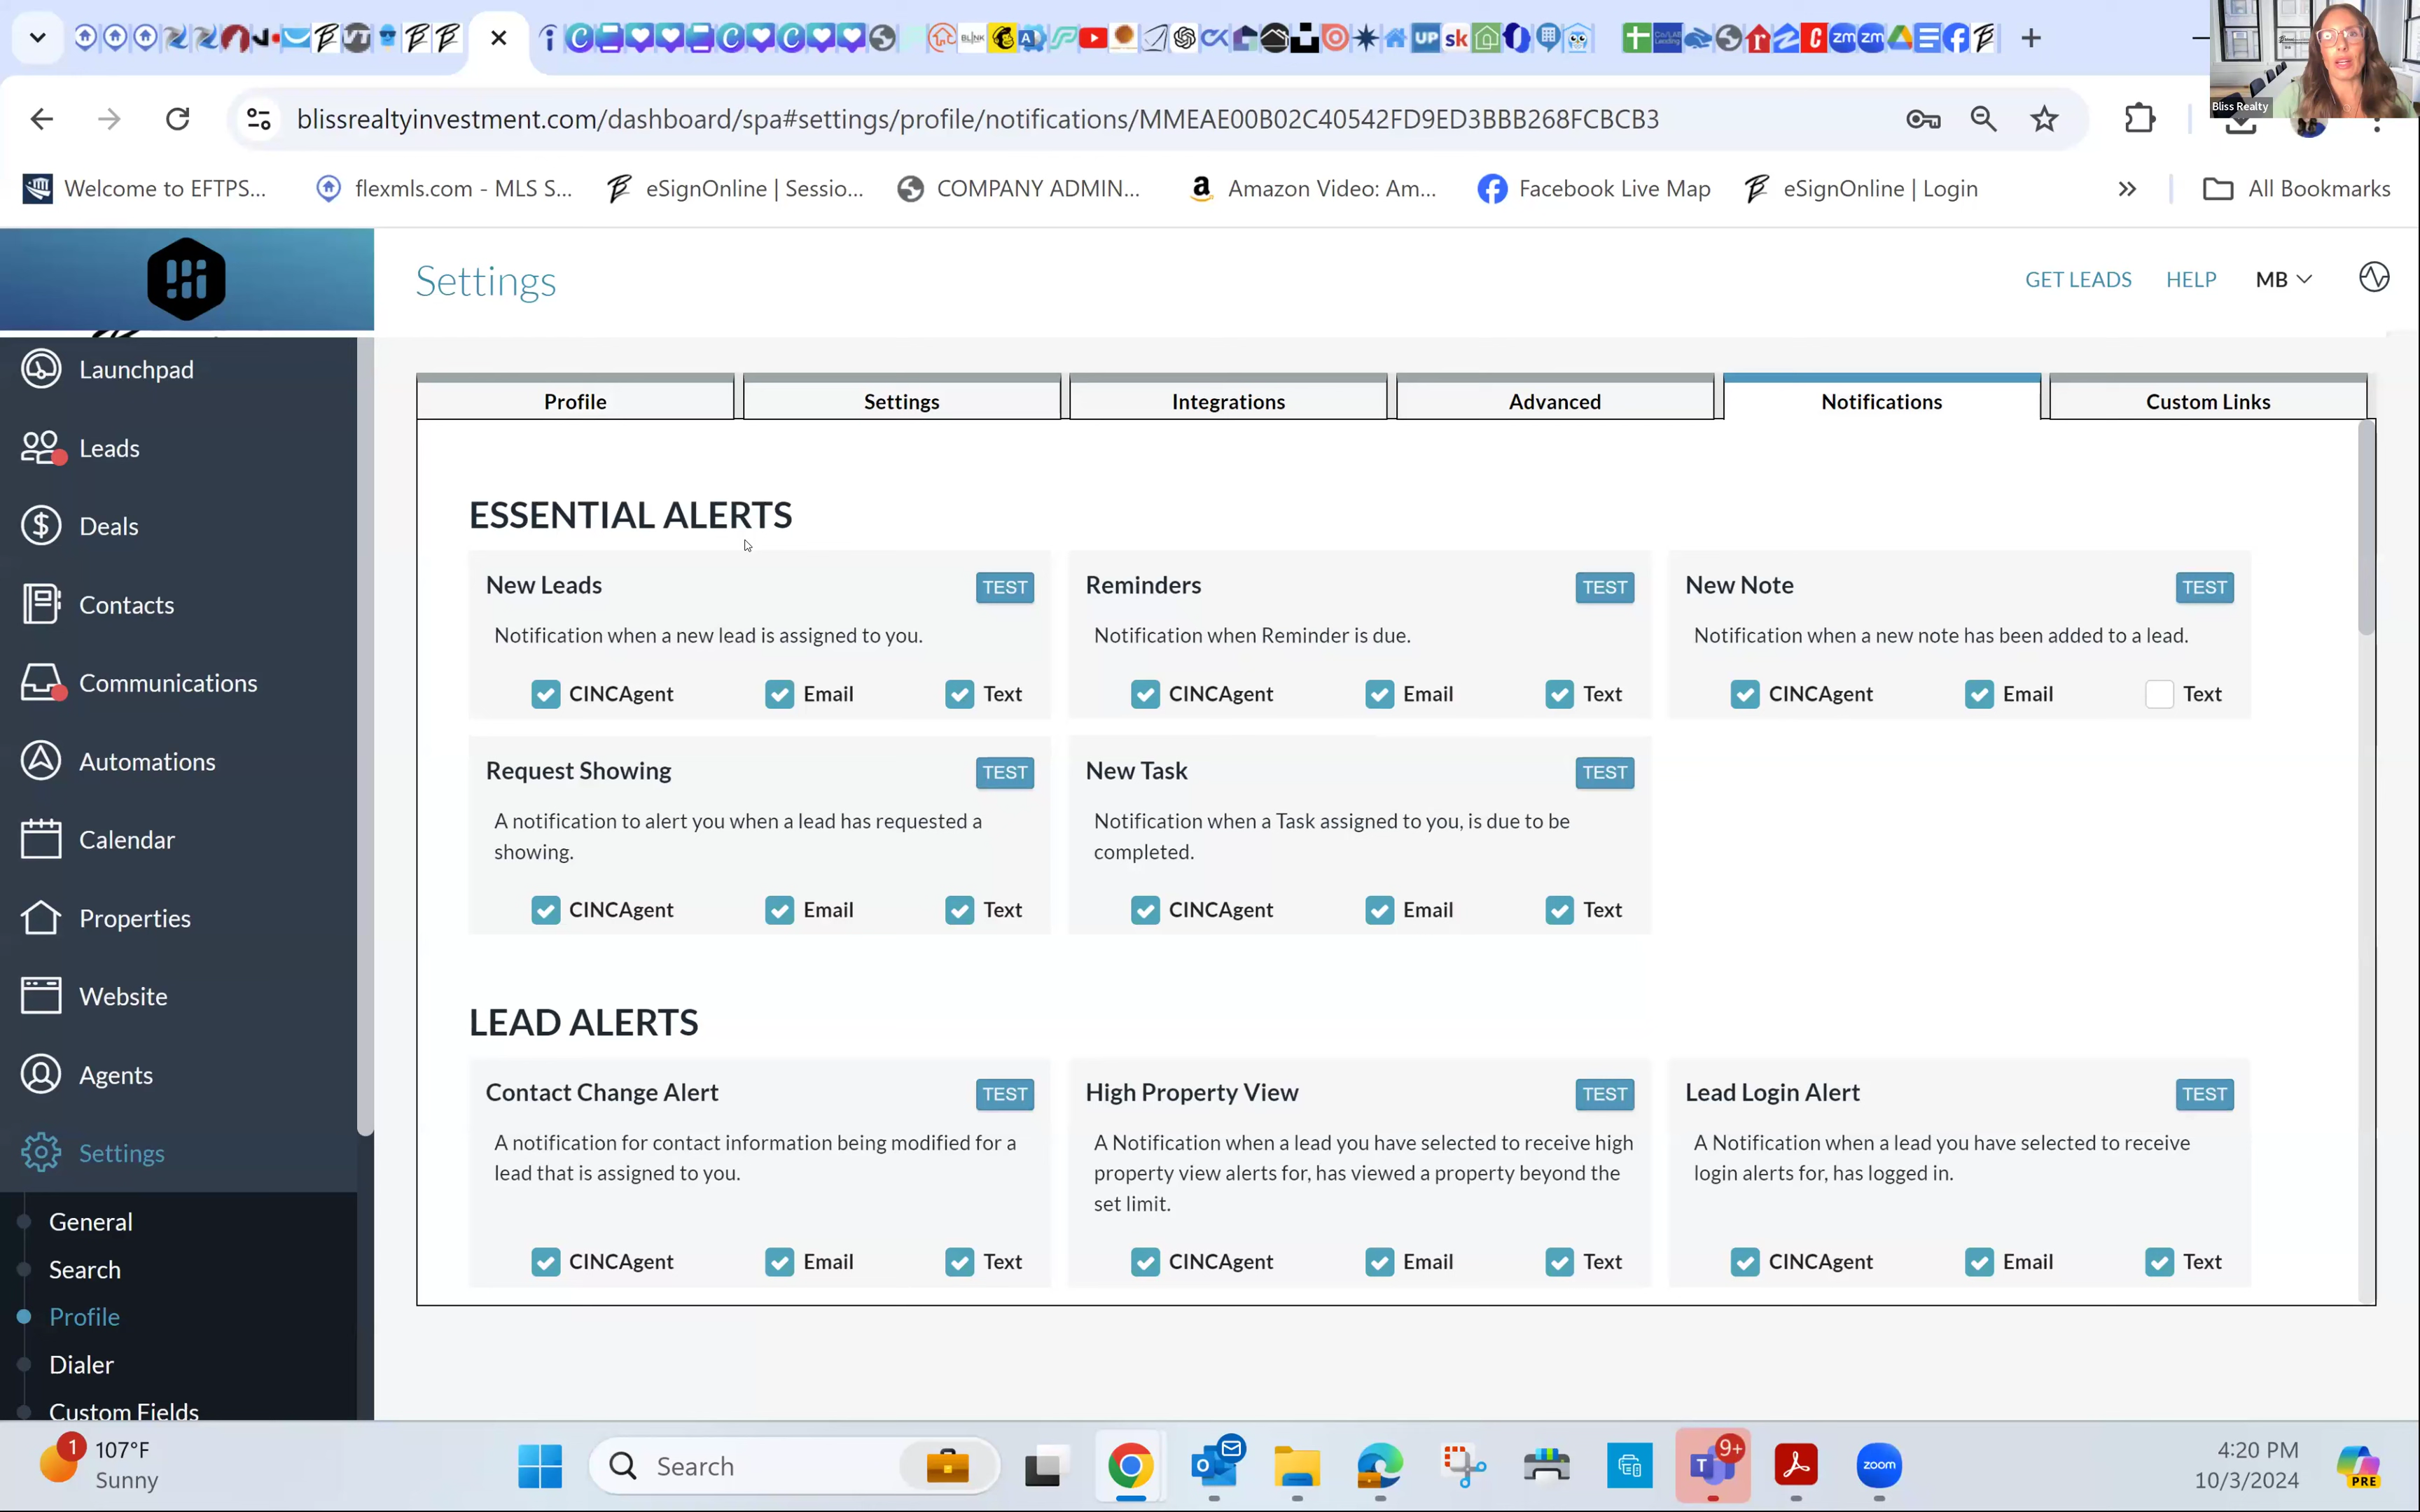 Bliss Realty
blissrealtyinvestment.com/dashboard/spa#settings/profile/notifications/MMEAE00B02C40542FD9ED3BBB268FCBCB3
Welcome to EFTPS...
flexmls.com - MLS S...
eSignOnline | Sessio...
COMPANY ADMIN...
Amazon Video: Am...
Facebook Live Map
eSignOnline | Login
All Bookmarks
Settings
GET LEADS
HELP
MB
Launchpad
Leads
Deals
Contacts
Communications
Automations
Calendar
Properties
Website
Agents
Settings
General
Search
Profile
Dialer
Custom Fields
Profile
Settings
Integrations
Advanced
Notifications
Custom Links
ESSENTIAL ALERTS
New Leads
TEST
Notification when a new lead is assigned to you.
CINCAgent
Email
Text
Reminders
TEST
Notification when Reminder is due.
CINCAgent
Email
Text
New Note
TEST
Notification when a new note has been added to a lead.
CINCAgent
Email
Text
Request Showing
TEST
A notification to alert you when a lead has requested a
showing.
CINCAgent
Email
Text
New Task
TEST
Notification when a Task assigned to you, is due to be
completed.
CINCAgent
Email
Text
LEAD ALERTS
Contact Change Alert
TEST
A notification for contact information being modified for a
lead that is assigned to you.
CINCAgent
Email
Text
High Property View
TEST
A Notification when a lead you have selected to receive high
property view alerts for, has viewed a property beyond the
set limit.
CINCAgent
Email
Text
Lead Login Alert
TEST
A Notification when a lead you have selected to receive
login alerts for, has logged in.
CINCAgent
Email
Text
1
107°F
Sunny
Search
9+
zoom
4:20 PM
10/3/2024
PRE